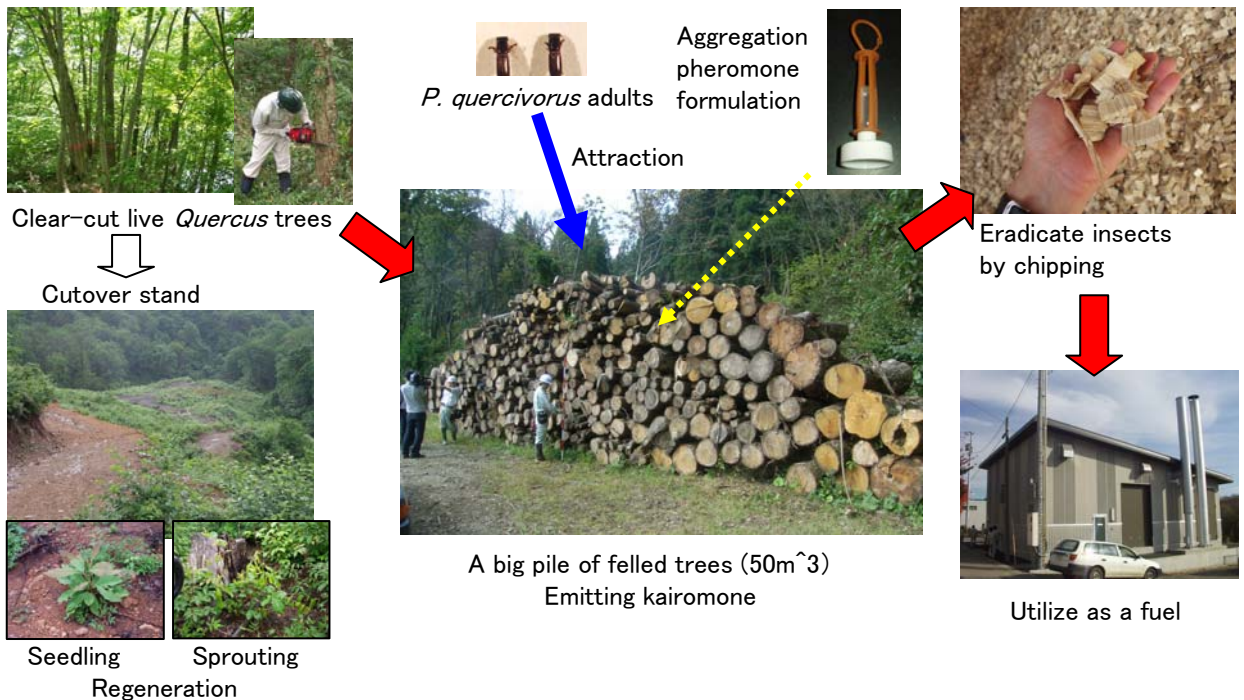 Clear-cut live Quercus trees
Cutover stand
Seedling
Sprouting
Regeneration
P. quercivorus adults
Attraction
Aggregation
pheromone
formulation
A big pile of felled trees (50m^3)
Emitting kairomone
Eradicate insects
by chipping
Utilize as a fuel